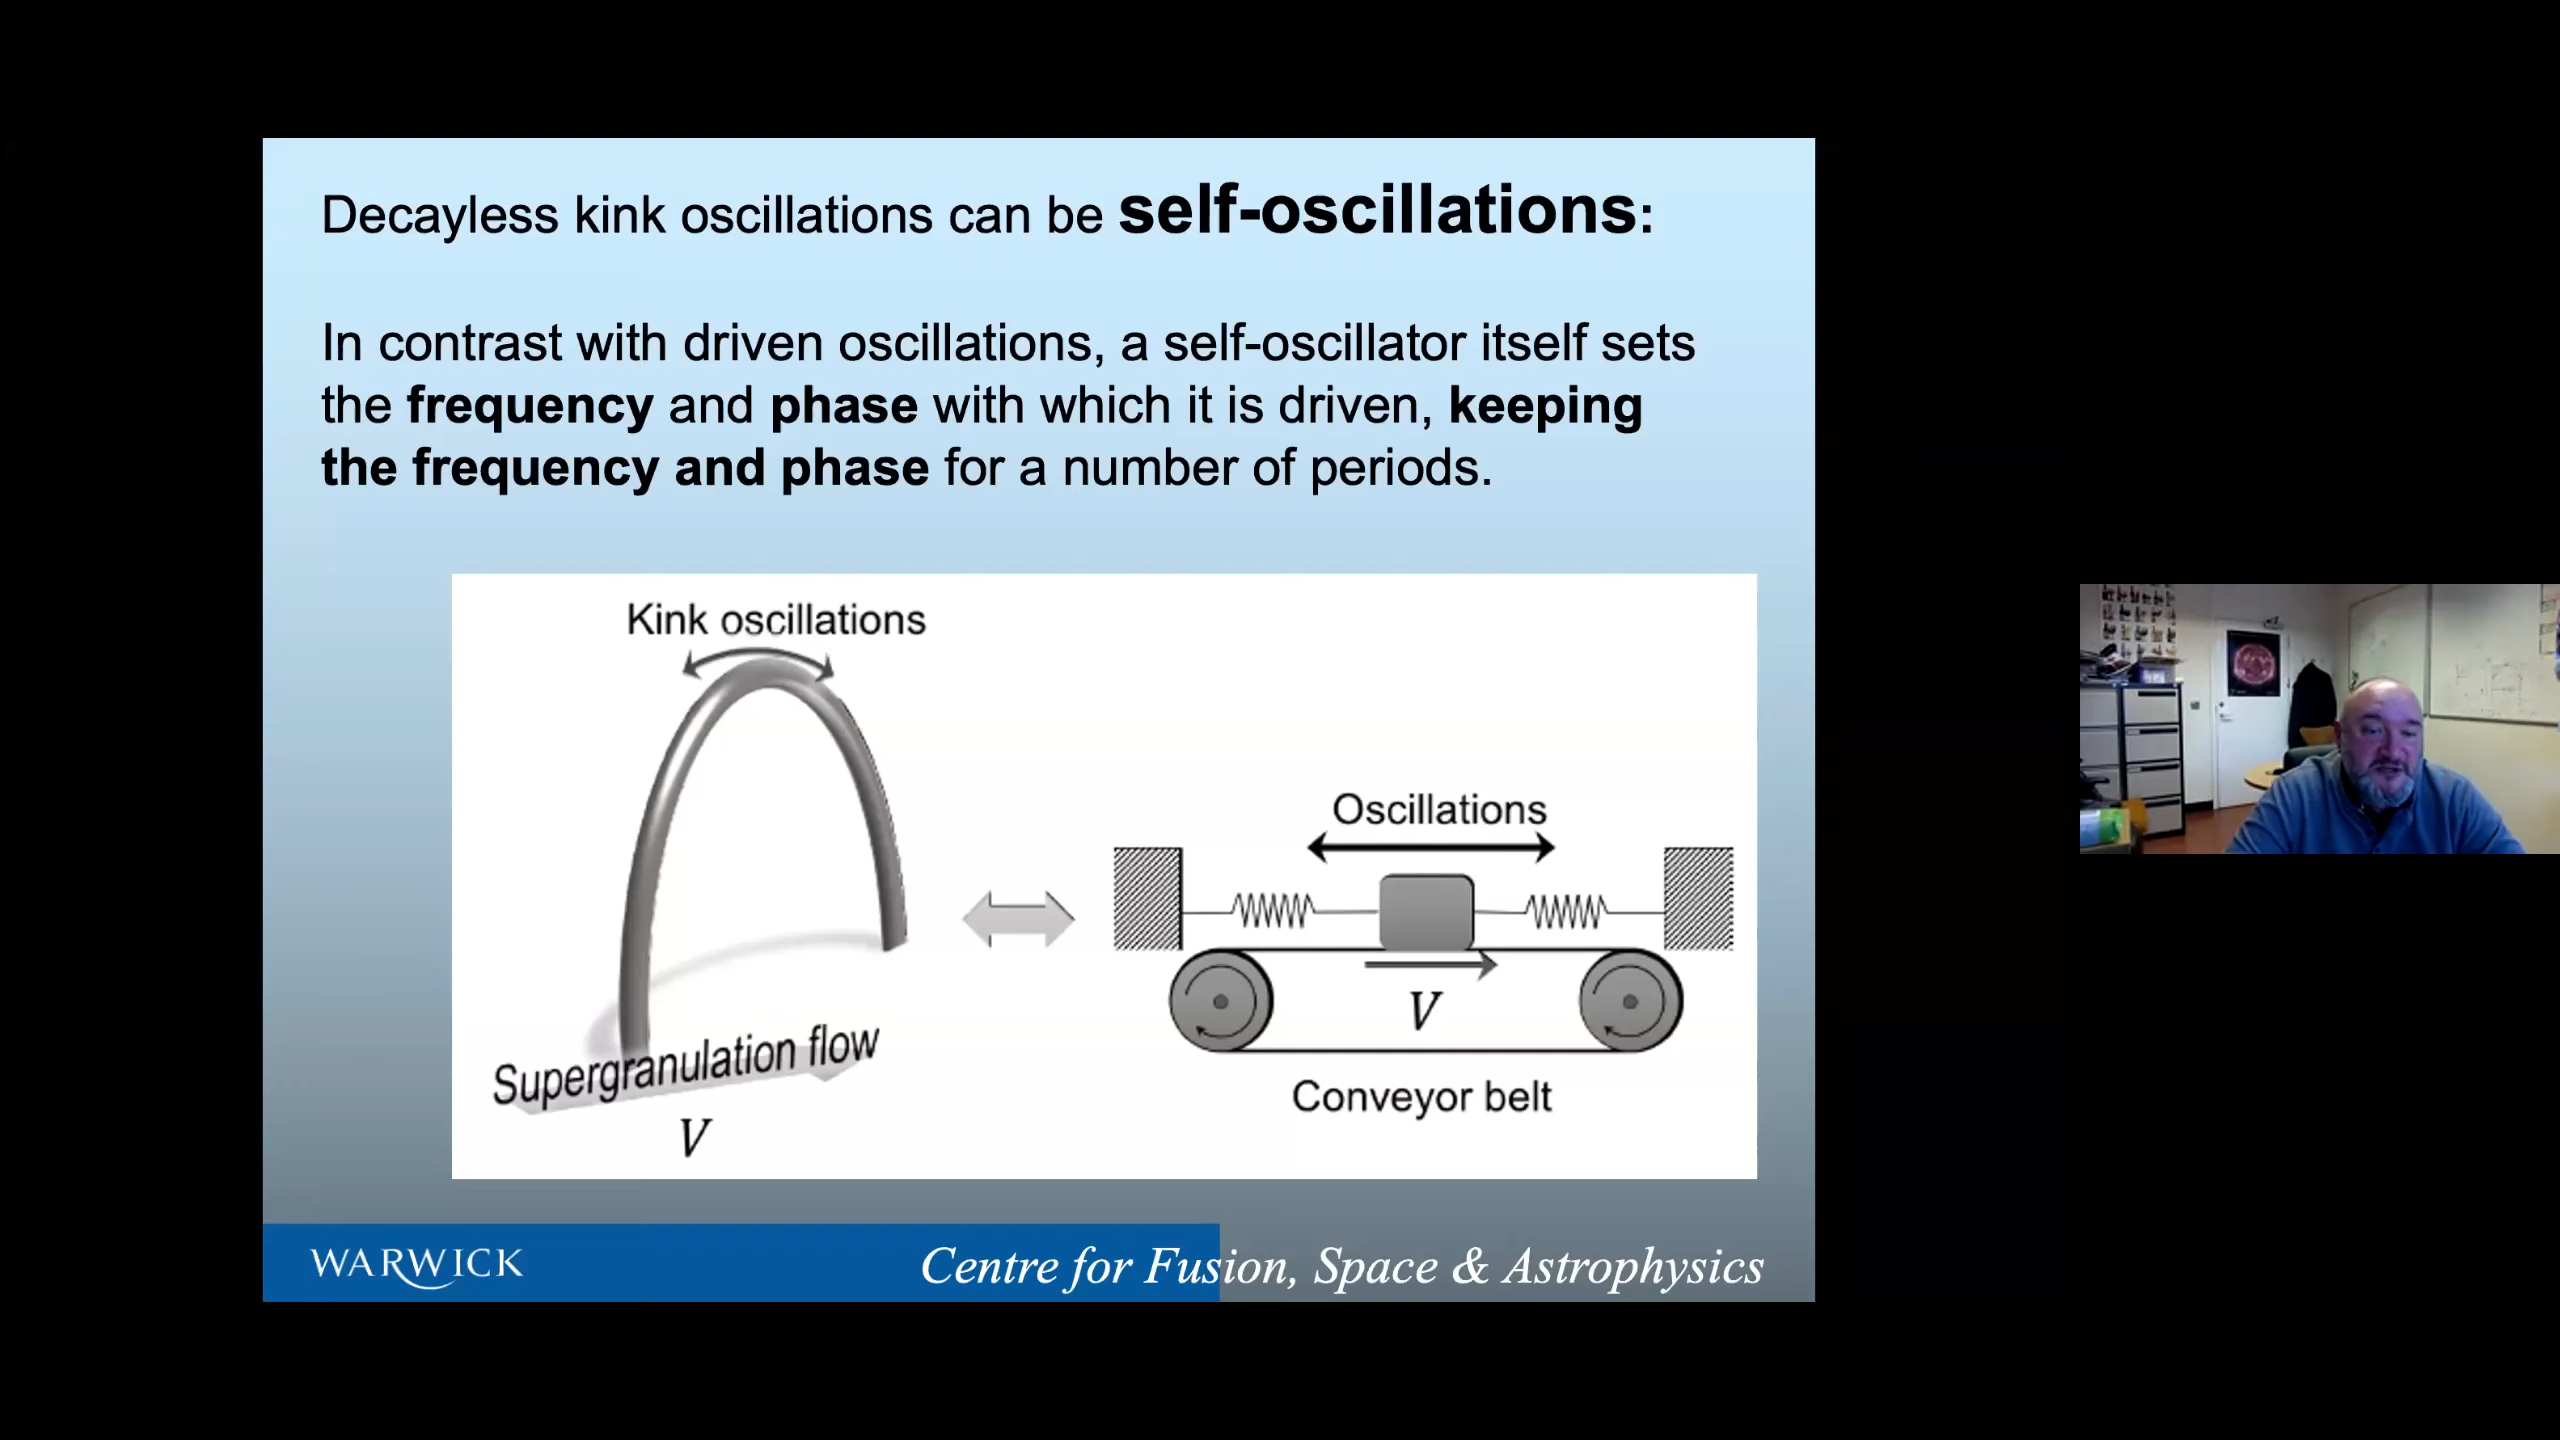 Decayless kink oscillations can be self-oscillations:
In contrast with driven oscillations, a self-oscillator itself sets
the frequency and phase with which it is driven, keeping
the frequency and phase for a number of periods.
Kink oscillations
Supergranulation flow
V
Oscillations
V
Conveyor belt
WARWICK
Centre for Fusion, Space & Astrophysics